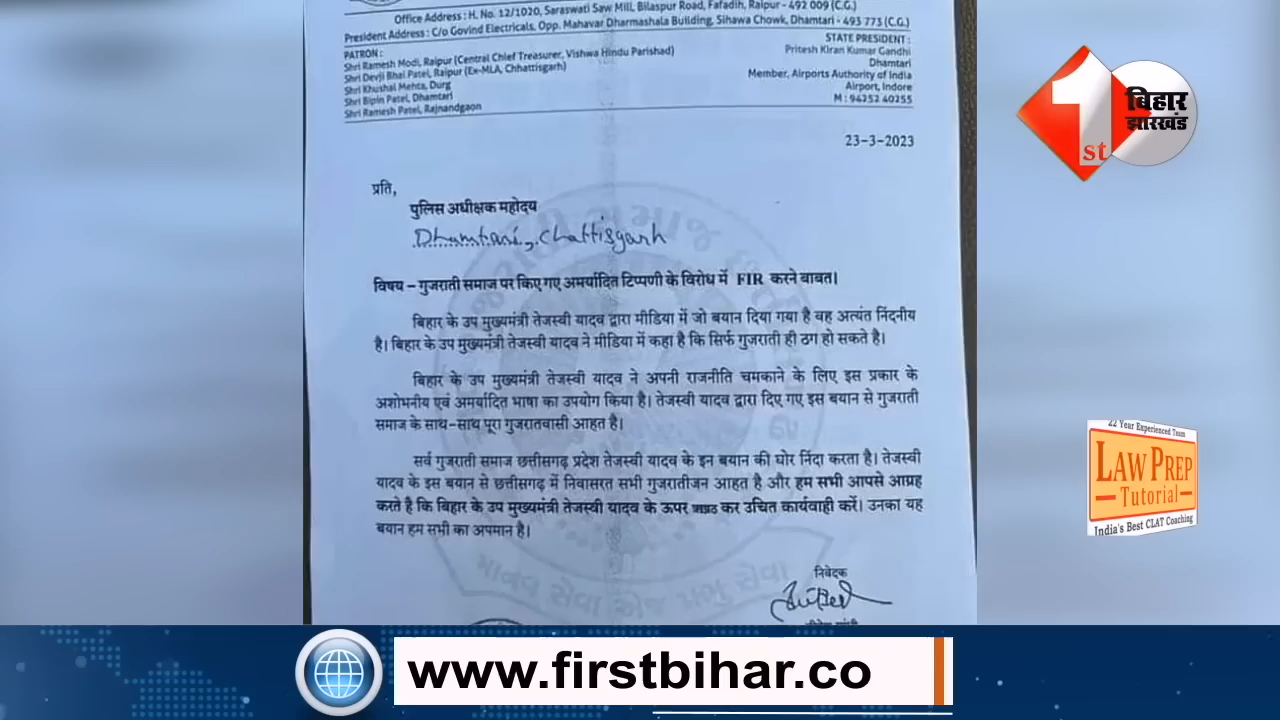 Office Address : H. No. 12/1020, Saraswati Saw Mill, Bilaspur Road, Fafadih, Raipur - 492 009 (C.G.)
President Address : C/o Govind Electricals, Opp. Mahavar Dharmashala Building, Sihawa Chowk, Dhamtari - 493 773 (C.G.)
PATRON :
Shri Ramesh Modi, Raipur (Central Chief Treasurer, Vishwa Hindu Parishad)
Shri Devji Bhai Patel, Raipur (Ex-MLA, Chhattisgarh)
Shri Khushal Mehta, Durg
Shri Bipin Patel, Dhamtari
Shri Ramesh Patel, Rajnandgaon
STATE PRESIDENT :
Pritesh Kiran Kumar Gandhi
Dhamtari
Member, Airports Authority of India
Airport, Indore
M : 94252 40255
23-3-2023
प्रति,
पुलिस अधीक्षक महोदय
Dhamtari, Chattisgarh
विषय – गुजराती समाज पर किए गए अमर्यादित टिप्पणी के विरोध में FIR करने बाबत।
बिहार के उप मुख्यमंत्री तेजस्वी यादव द्वारा मीडिया में जो बयान दिया गया है वह अत्यंत निंदनीय
है। बिहार के उप मुख्यमंत्री तेजस्वी यादव ने मीडिया में कहा है कि सिर्फ गुजराती ही ठग हो सकते है।
बिहार के उप मुख्यमंत्री तेजस्वी यादव ने अपनी राजनीति चमकाने के लिए इस प्रकार के
अशोभनीय एवं अमर्यादित भाषा का उपयोग किया है। तेजस्वी यादव द्वारा दिए गए इस बयान से गुजराती
समाज के साथ-साथ पूरा गुजरातवासी आहत है।
सर्व गुजराती समाज छत्तीसगढ़ प्रदेश तेजस्वी यादव के इन बयान की घोर निंदा करता है। तेजस्वी
यादव के इस बयान से छत्तीसगढ़ में निवासरत सभी गुजरातीजन आहत है और हम सभी आपसे आग्रह
करते है कि बिहार के उप मुख्यमंत्री तेजस्वी यादव के ऊपर कर उचित कार्यवाही करें। उनका यह
बयान हम सभी का अपमान है।
निवेदक
માનવ સેવા એજ પ્રભુ સેવા
1st
बिहार
झारखंड
22 Year Experienced Team
LAW PREP
Tutorial
India's Best CLAT Coaching
www.firstbihar.co